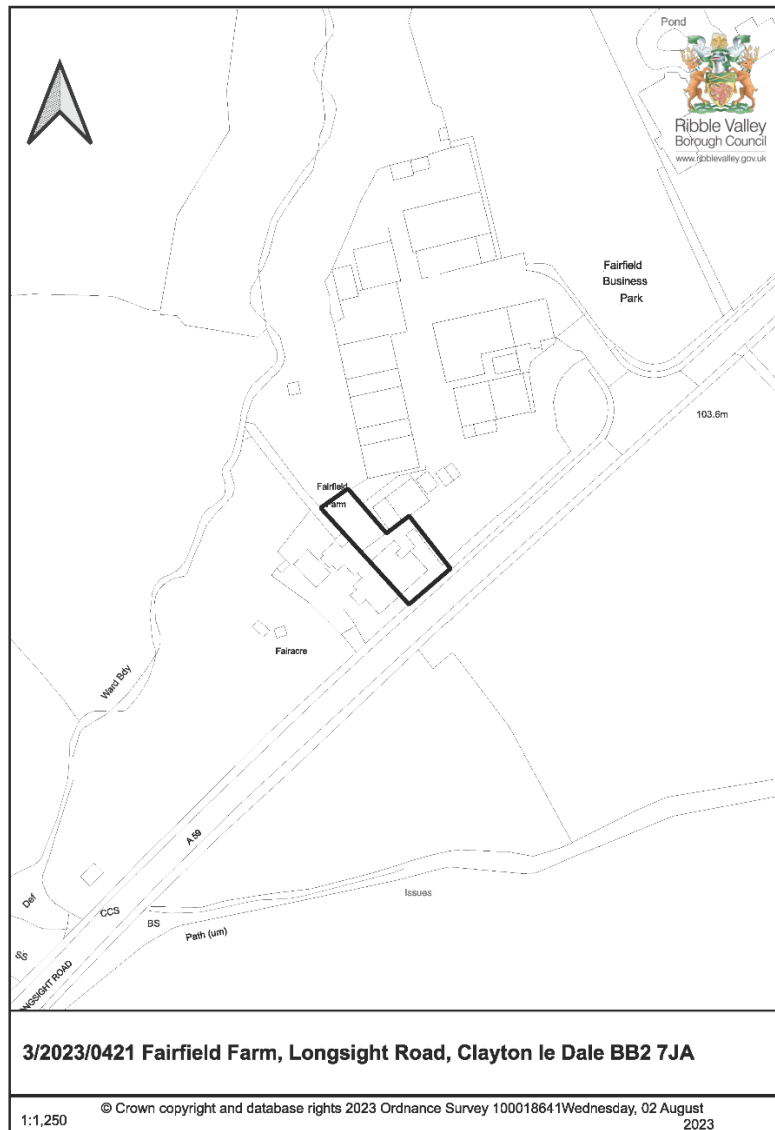 Pond
Ribble Valley
Borough Council
www.ribblevalley.gov.uk
Fairfield
Business
Park
103.6m
Fairfield
Farm
Fairacre
Ward Bdy
A 59
Issues
Def
CCS
BS
Path (um)
SS
ONGSIGHT ROAD
3/2023/0421 Fairfield Farm, Longsight Road, Clayton le Dale BB2 7JA
1:1,250
© Crown copyright and database rights 2023 Ordnance Survey 100018641Wednesday, 02 August
2023